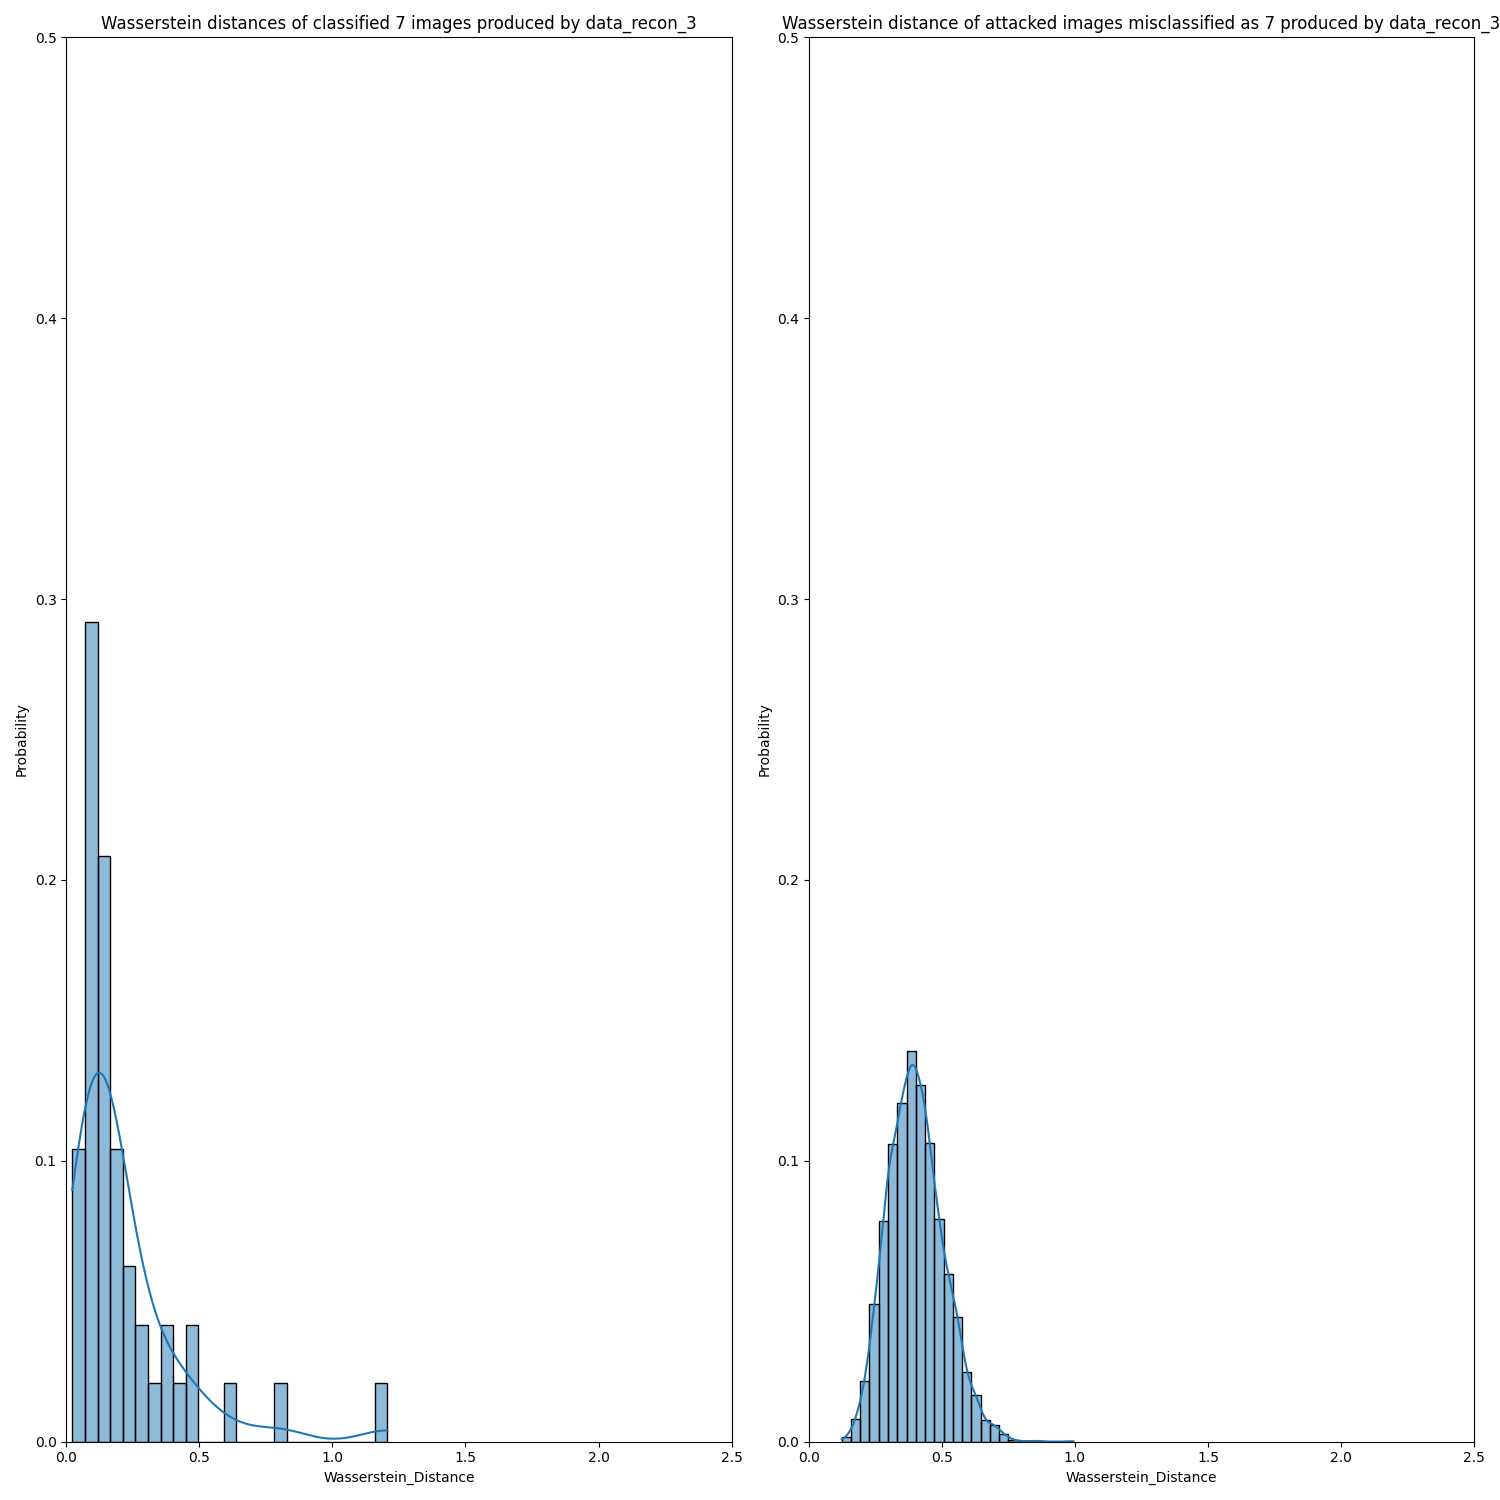 Wasserstein distances of classified 7 images produced by data_recon_3
0.5
0.4
0.3
0.2
0.1
0.0
Probability
0.0 0.5 1.0 1.5 2.0 2.5
Wasserstein_Distance
Wasserstein distance of attacked images misclassified as 7 produced by data_recon_3
0.5
0.4
0.3
0.2
0.1
0.0
Probability
0.0 0.5 1.0 1.5 2.0 2.5
Wasserstein_Distance